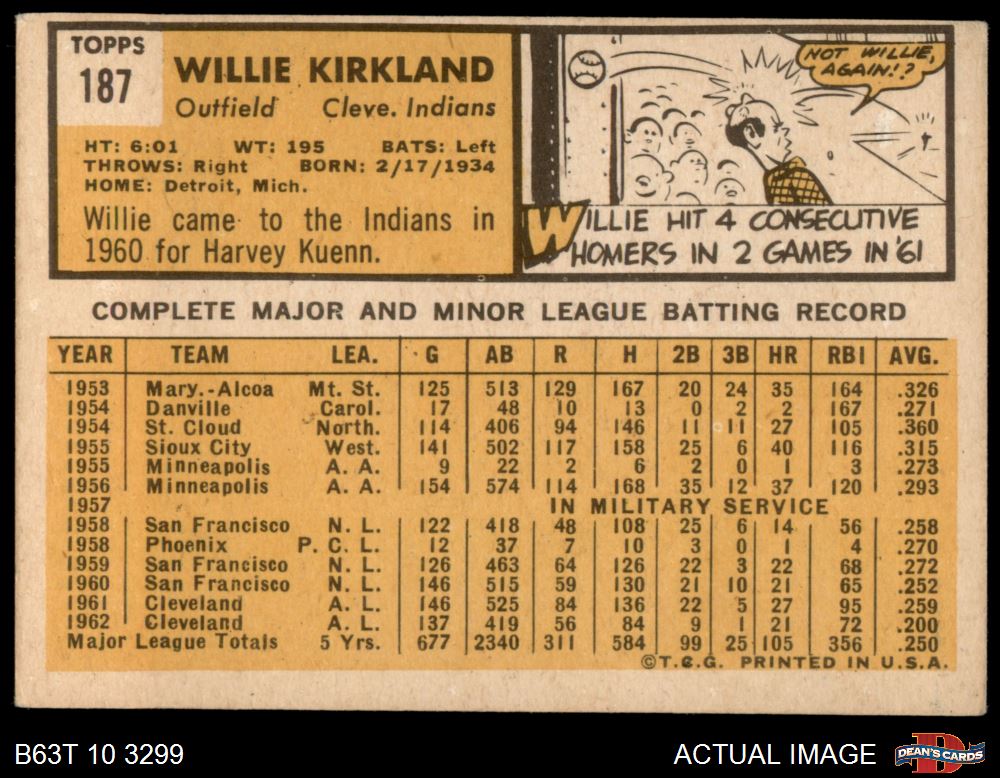 TOPPS
187
WILLIE KIRKLAND
Outfield Cleve. Indians
HT: 6:01 WT: 195 BATS: Left
THROWS: Right BORN: 2/17/1934
HOME: Detroit, Mich.
Willie came to the Indians in
1960 for Harvey Kuenn.
NOT WILLIE,
AGAIN!?
WILLIE HIT 4 CONSECUTIVE
HOMERS IN 2 GAMES IN '61
COMPLETE MAJOR AND MINOR LEAGUE BATTING RECORD
YEAR TEAM LEA. G AB R H 2B 3B HR RBI AVG.
1953 Mary.-Alcoa Mt. St. 125 513 129 167 20 24 35 164 .326
1954 Danville Carol. 17 48 10 13 0 2 2 167 .271
1954 St. Cloud North. 114 406 94 146 11 11 27 105 .360
1955 Sioux City West. 141 502 117 158 25 6 40 116 .315
1955 Minneapolis A. A. 9 22 2 6 2 0 1 3 .273
1956 Minneapolis A. A. 154 574 114 168 35 12 37 120 .293
1957 IN MILITARY SERVICE
1958 San Francisco N. L. 122 418 48 108 25 6 14 56 .258
1958 Phoenix P. C. L. 12 37 7 10 3 0 1 4 .270
1959 San Francisco N. L. 126 463 64 126 22 3 22 68 .272
1960 San Francisco N. L. 146 515 59 130 21 10 21 65 .252
1961 Cleveland A. L. 146 525 84 136 22 5 27 95 .259
1962 Cleveland A. L. 137 419 56 84 9 1 21 72 .200
Major League Totals 5 Yrs. 677 2340 311 584 99 25 105 356 .250
©T.C.G. PRINTED IN U.S.A.
B63T 10 3299
ACTUAL IMAGE
DEAN'S CARDS